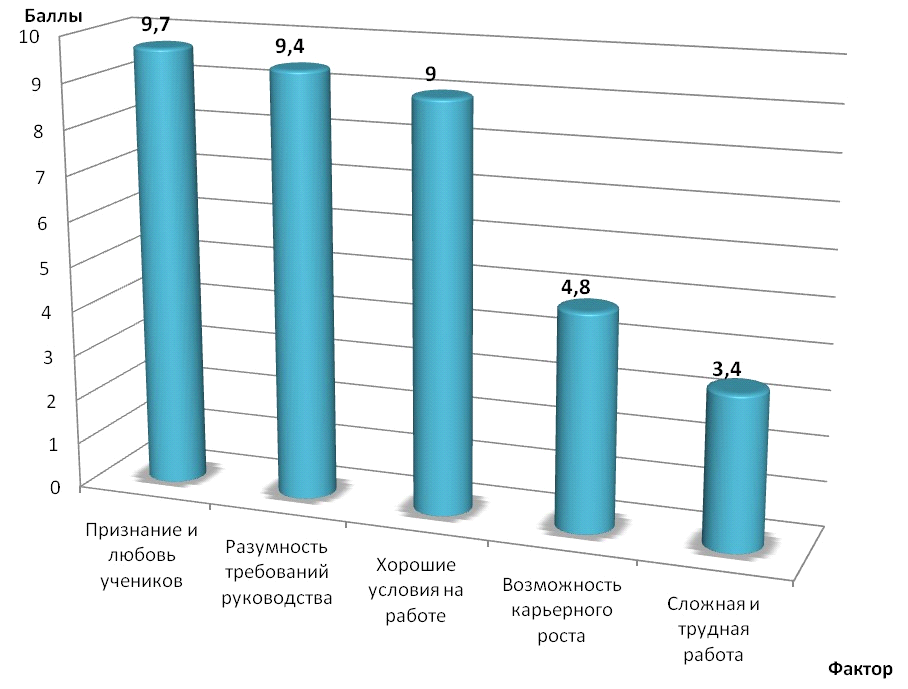 Баллы
10
9
8
7
6
5
4
3
2
1
0
9,7
9,4
9
4,8
3,4
Признание и
любовь
учеников
Разумность
требований
руководства
Хорошие
условия на
работе
Возможность
карьерного
роста
Сложная и
трудная
работа
Фактор